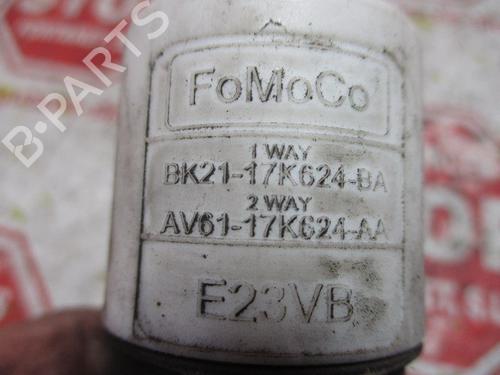 FoMoCo
1 WAY
BK21-17K624-BA
2 WAY
AV61-17K624-AA
E23VB
B-PARTS